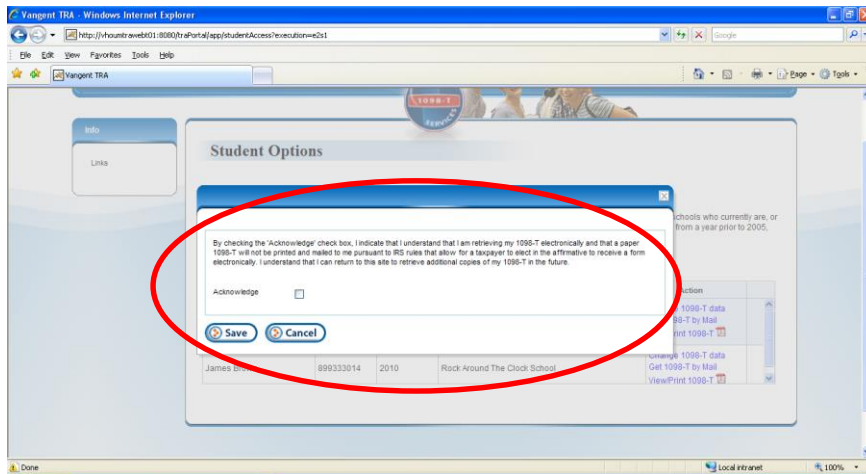 Vangent TRA - Windows Internet Explorer
http://vhoumtrawebt01:8080/traPortal/app/studentAccess?execution=e2s1
Google
File Edit View Favorites Tools Help
Vangent TRA
Page Tools
1098-T
SERVICES
Info
Links
Student Options
schools who currently are, or
from a year prior to 2005,
By checking the 'Acknowledge' check box, I indicate that I understand that I am retrieving my 1098-T electronically and that a paper
1098-T will not be printed and mailed to me pursuant to IRS rules that allow for a taxpayer to elect in the affirmative to receive a form
electronically. I understand that I can return to this site to retrieve additional copies of my 1098-T in the future.
Acknowledge
Save Cancel
Action
1098-T data
98-T by Mail
rint 1098-T
James Bro 899333014 2010 Rock Around The Clock School
Change 1098-T data
Get 1098-T by Mail
View/Print 1098-T
Done Local intranet 100%